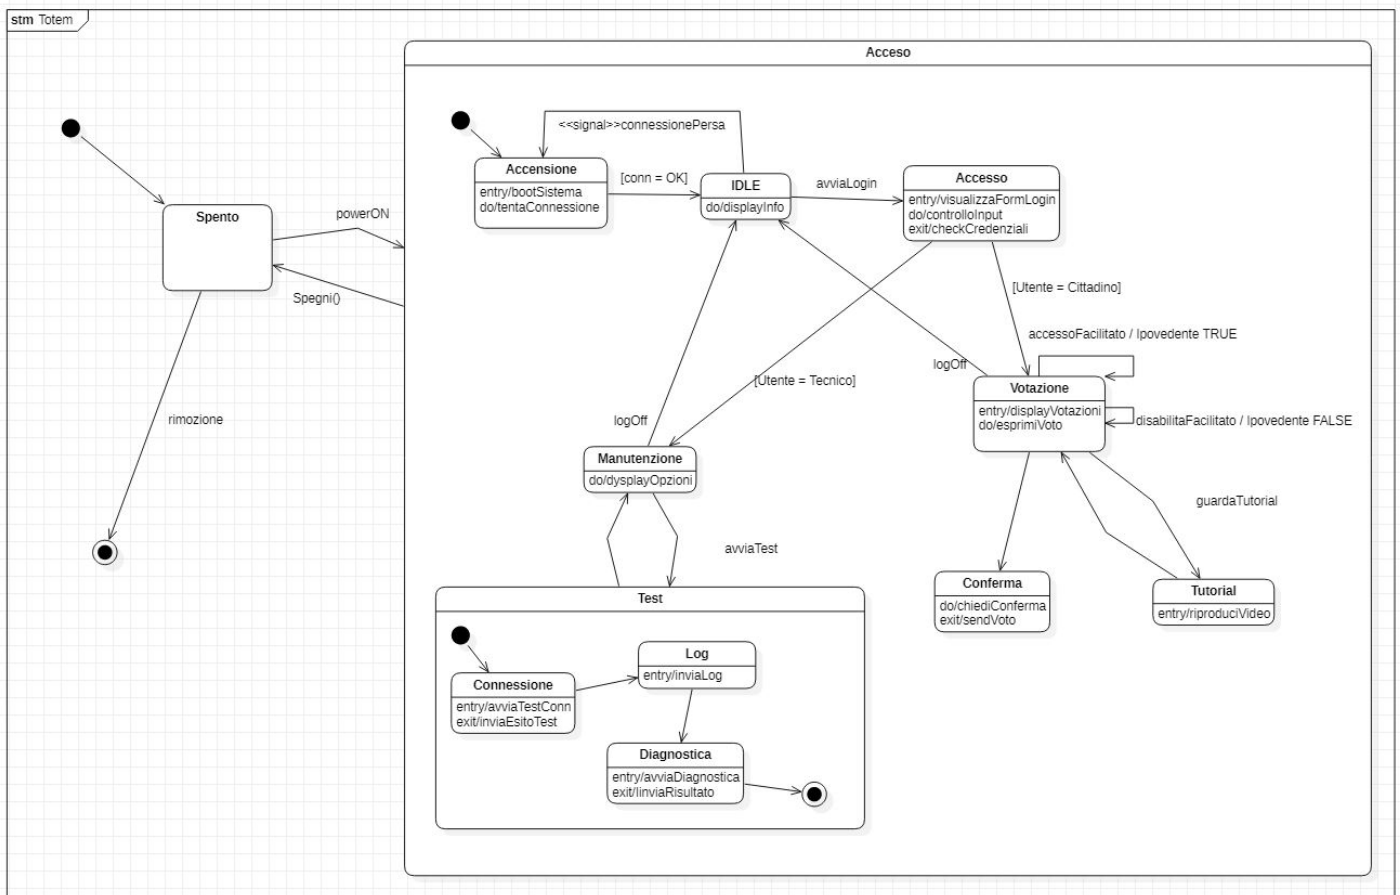 stm Totem
Acceso
<<signal>>connessionePersa
Accensione
entry/bootSistema
do/tentaConnessione
[conn = OK]
IDLE
do/displayInfo
avviaLogin
Accesso
entry/visualizzaFormLogin
do/controlloInput
exit/checkCredenziali
Spento
powerON
Spegni()
[Utente = Cittadino]
accessoFacilitato / Ipovedente TRUE
logOff
[Utente = Tecnico]
Votazione
entry/displayVotazioni
do/esprimiVoto
disabilitaFacilitato / Ipovedente FALSE
rimozione
logOff
Manutenzione
do/dysplayOpzioni
guardaTutorial
avviaTest
Conferma
do/chiediConferma
exit/sendVoto
Tutorial
entry/riproduciVideo
Test
Connessione
entry/avviaTestConn
exit/inviaEsitoTest
Log
entry/inviaLog
Diagnostica
entry/avviaDiagnostica
exit/IinviaRisultato